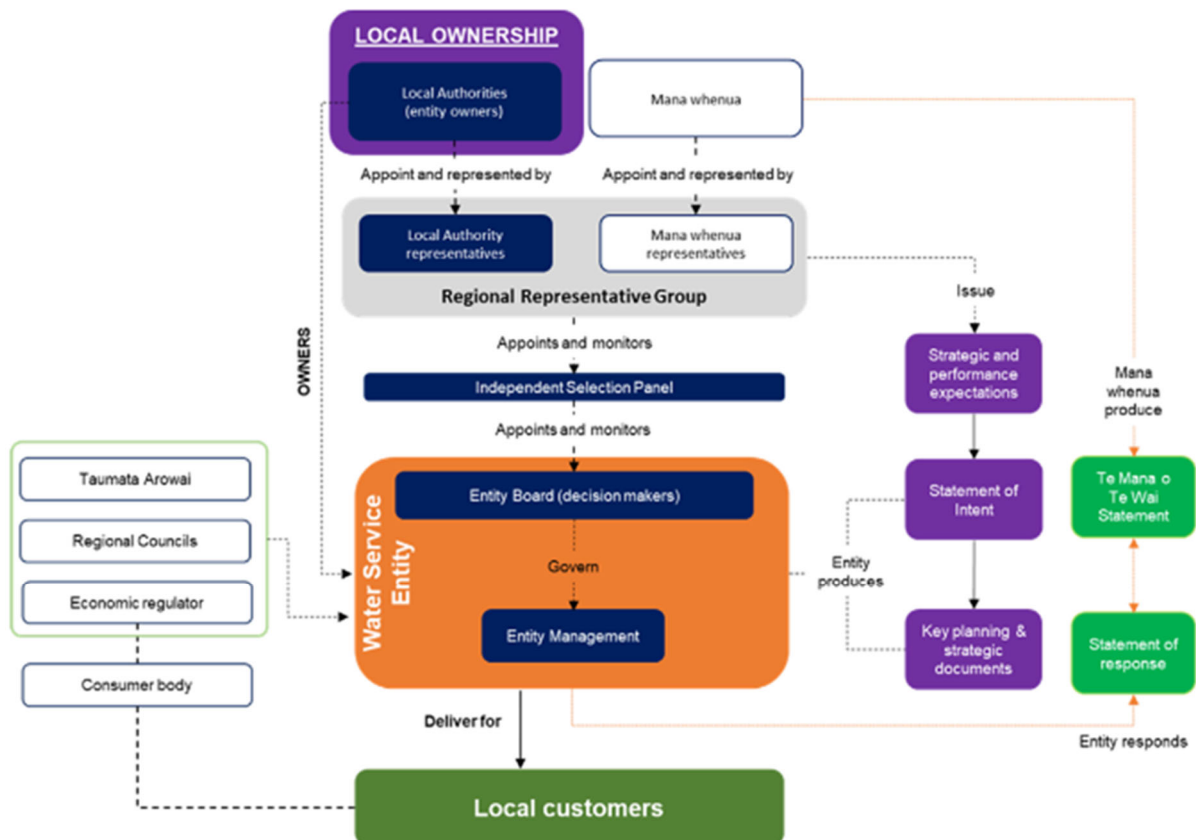 LOCAL OWNERSHIP
Local Authorities
(entity owners)
Mana whenua
Appoint and represented by
Appoint and represented by
Local Authority
representatives
Mana whenua
representatives
Regional Representative Group
Issue
Appoints and monitors
Strategic and
performance
expectations
OWNERS
Independent Selection Panel
Mana
whenua
produce
Appoints and monitors
Taumata Arowai
Regional Councils
Economic regulator
Consumer body
Water Service
Entity
Entity Board (decision makers)
Govern
Entity Management
Statement of
Intent
Te Mana o
Te Wai
Statement
Entity
produces
Key planning &
strategic
documents
Statement of
response
Deliver for
Entity responds
Local customers